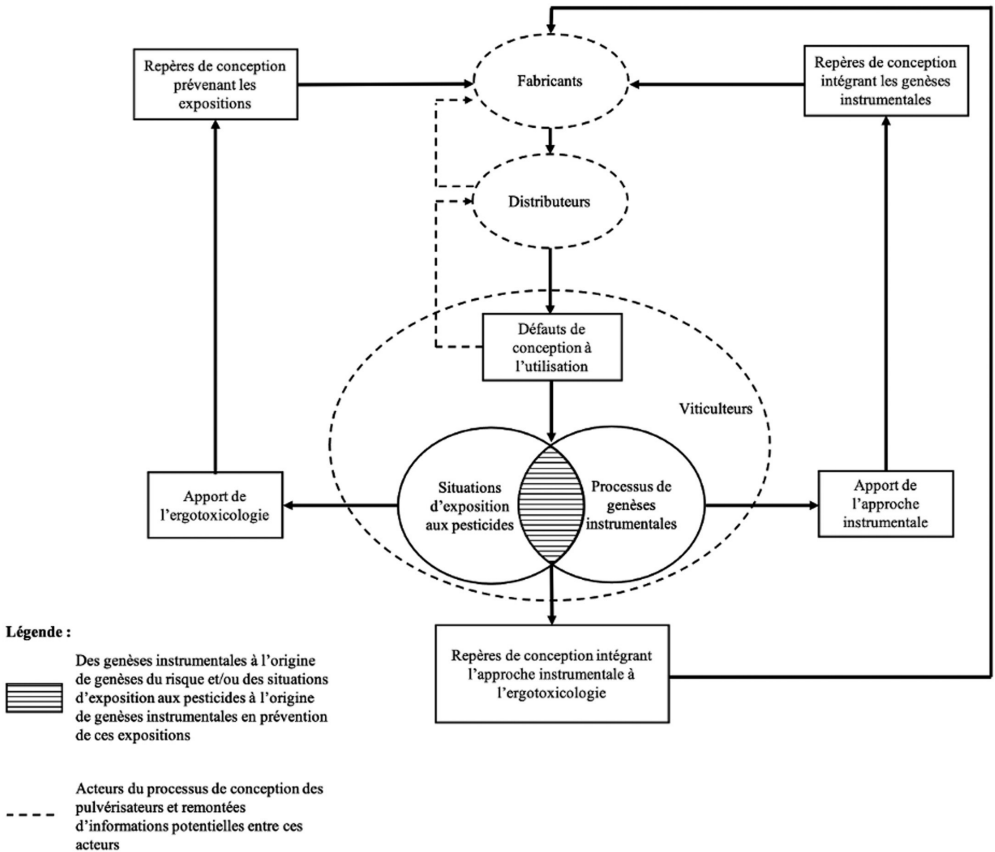 Repères de conception
prévenant les
expositions
Fabricants
Repères de conception
intégrant les genèses
instrumentales
Distributeurs
Défauts de
conception à
l'utilisation
Viticulteurs
Situations
d'exposition
aux pesticides
Processus de
genèses
instrumentales
Apport de
l'ergotoxicologie
Apport de
l'approche
instrumentale
Repères de conception intégrant
l'approche instrumentale à
l'ergotoxicologie
Légende :
Des genèses instrumentales à l'origine
de genèses du risque et/ou des situations
d'exposition aux pesticides à l'origine
de genèses instrumentales en prévention
de ces expositions
Acteurs du processus de conception des
pulvérisateurs et remontées
d'informations potentielles entre ces
acteurs